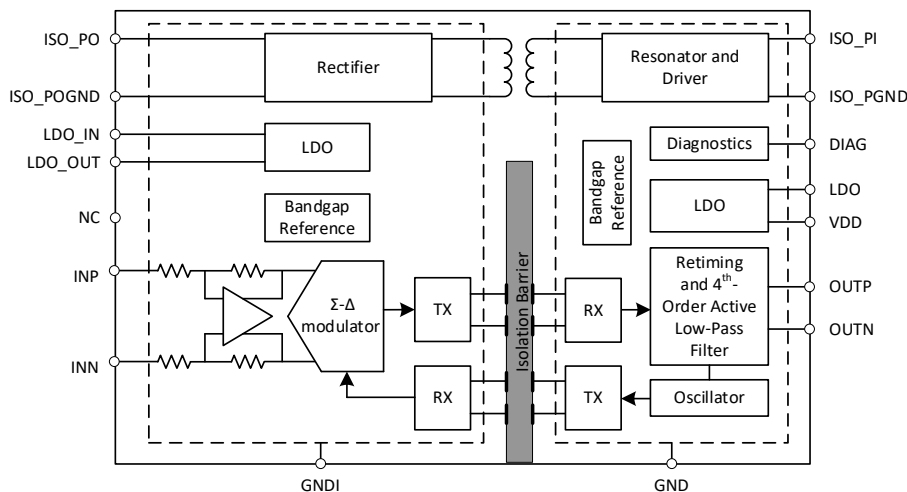 ISO_PO
ISO_POGND
LDO_IN
LDO_OUT
NC
INP
INN
Rectifier
LDO
Bandgap
Reference
Σ-Δ
modulator
TX
RX
GNDI
Isolation Barrier
Resonator and
Driver
Bandgap
Reference
Diagnostics
LDO
RX
Retiming
and 4th-
Order Active
Low-Pass
Filter
TX
Oscillator
GND
ISO_PI
ISO_PGND
DIAG
LDO
VDD
OUTP
OUTN